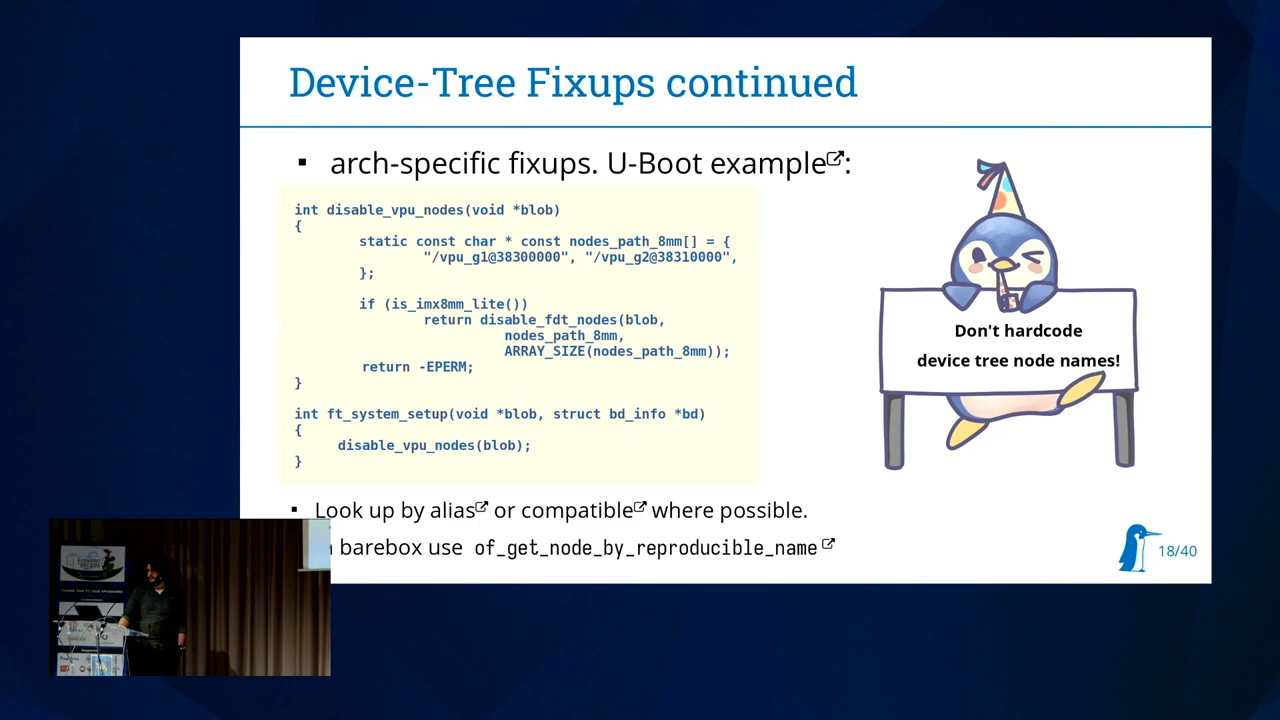 Device-Tree Fixups continued
▪ arch-specific fixups. U-Boot example:
int disable_vpu_nodes(void *blob)
{
static const char * const nodes_path_8mm[] = {
"/vpu_g1@38300000", "/vpu_g2@38310000",
};
if (is_imx8mm_lite())
return disable_fdt_nodes(blob,
nodes_path_8mm,
ARRAY_SIZE(nodes_path_8mm));
return -EPERM;
}
int ft_system_setup(void *blob, struct bd_info *bd)
{
disable_vpu_nodes(blob);
}
Don't hardcode
device tree node names!
▪ Look up by alias or compatible where possible.
barebox use of_get_node_by_reproducible_name
18/40